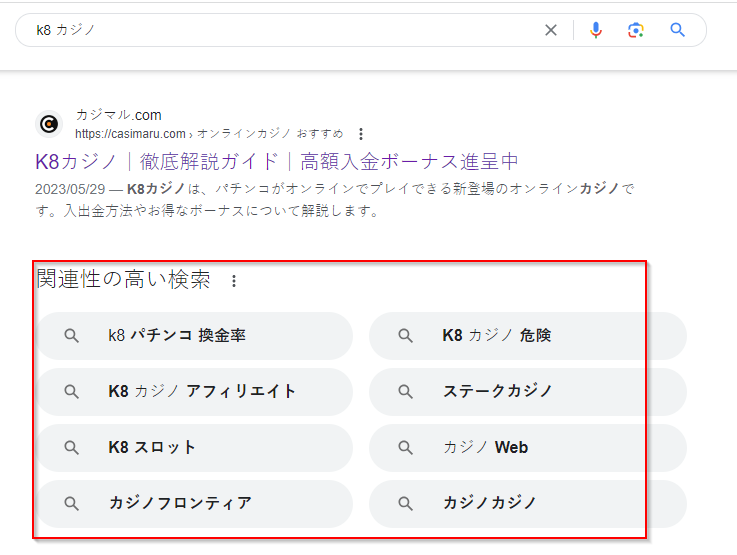 k8 カジノ
カジマル.com
https://casimaru.com › オンラインカジノ おすすめ
K8カジノ｜徹底解説ガイド｜高額入金ボーナス進呈中
2023/05/29 — K8カジノは、パチンコがオンラインでプレイできる新登場のオンラインカジノで
す。入出金方法やお得なボーナスについて解説します。
関連性の高い検索
k8 パチンコ 換金率
K8 カジノ 危険
K8 カジノ アフィリエイト
ステークカジノ
K8 スロット
カジノ Web
カジノフロンティア
カジノカジノ